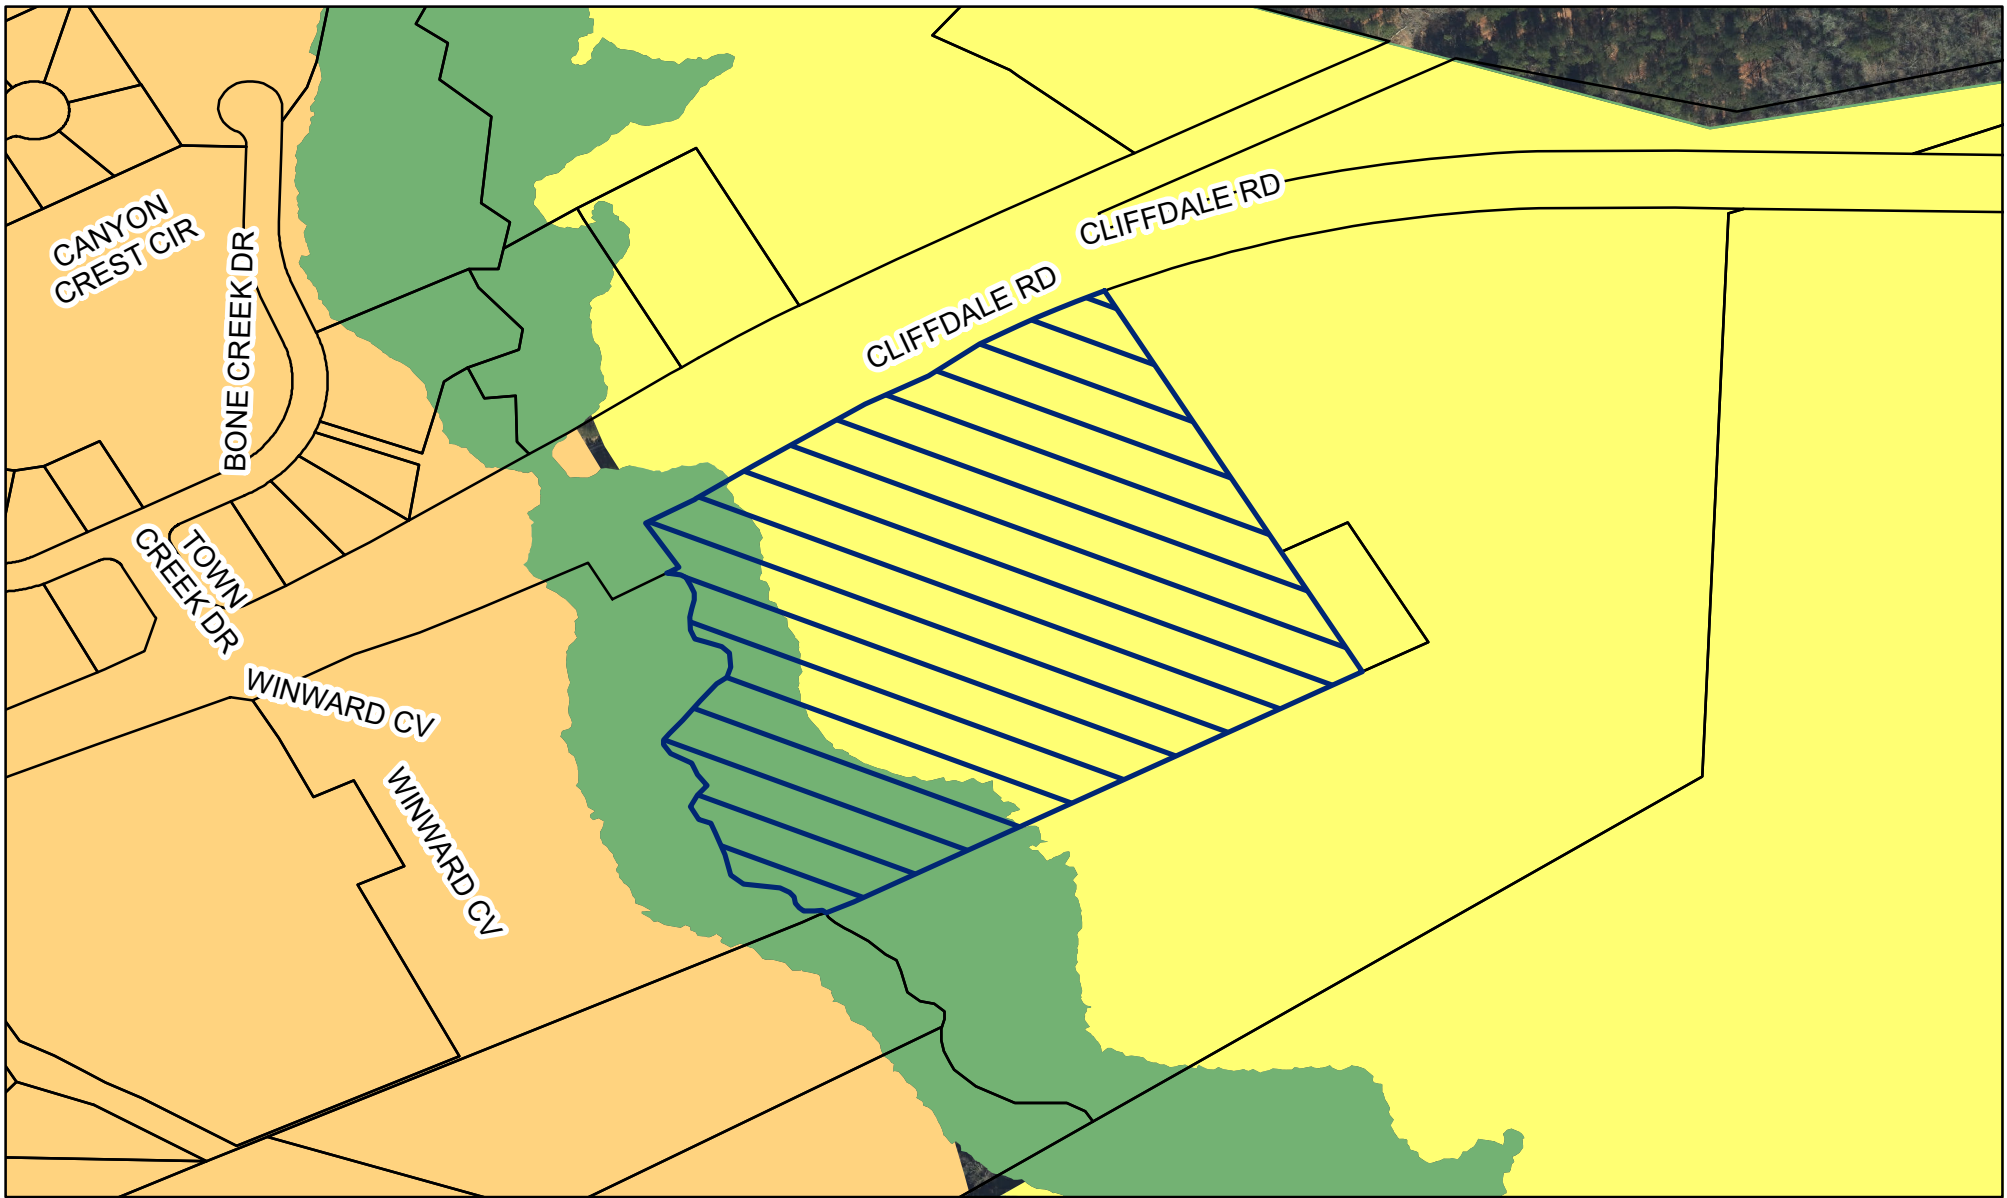 CANYON
CREST CIR
BONE CREEK DR
CLIFFDALE RD
CLIFFDALE RD
TOWN
CREEK DR
WINWARD CV
WINWARD CV